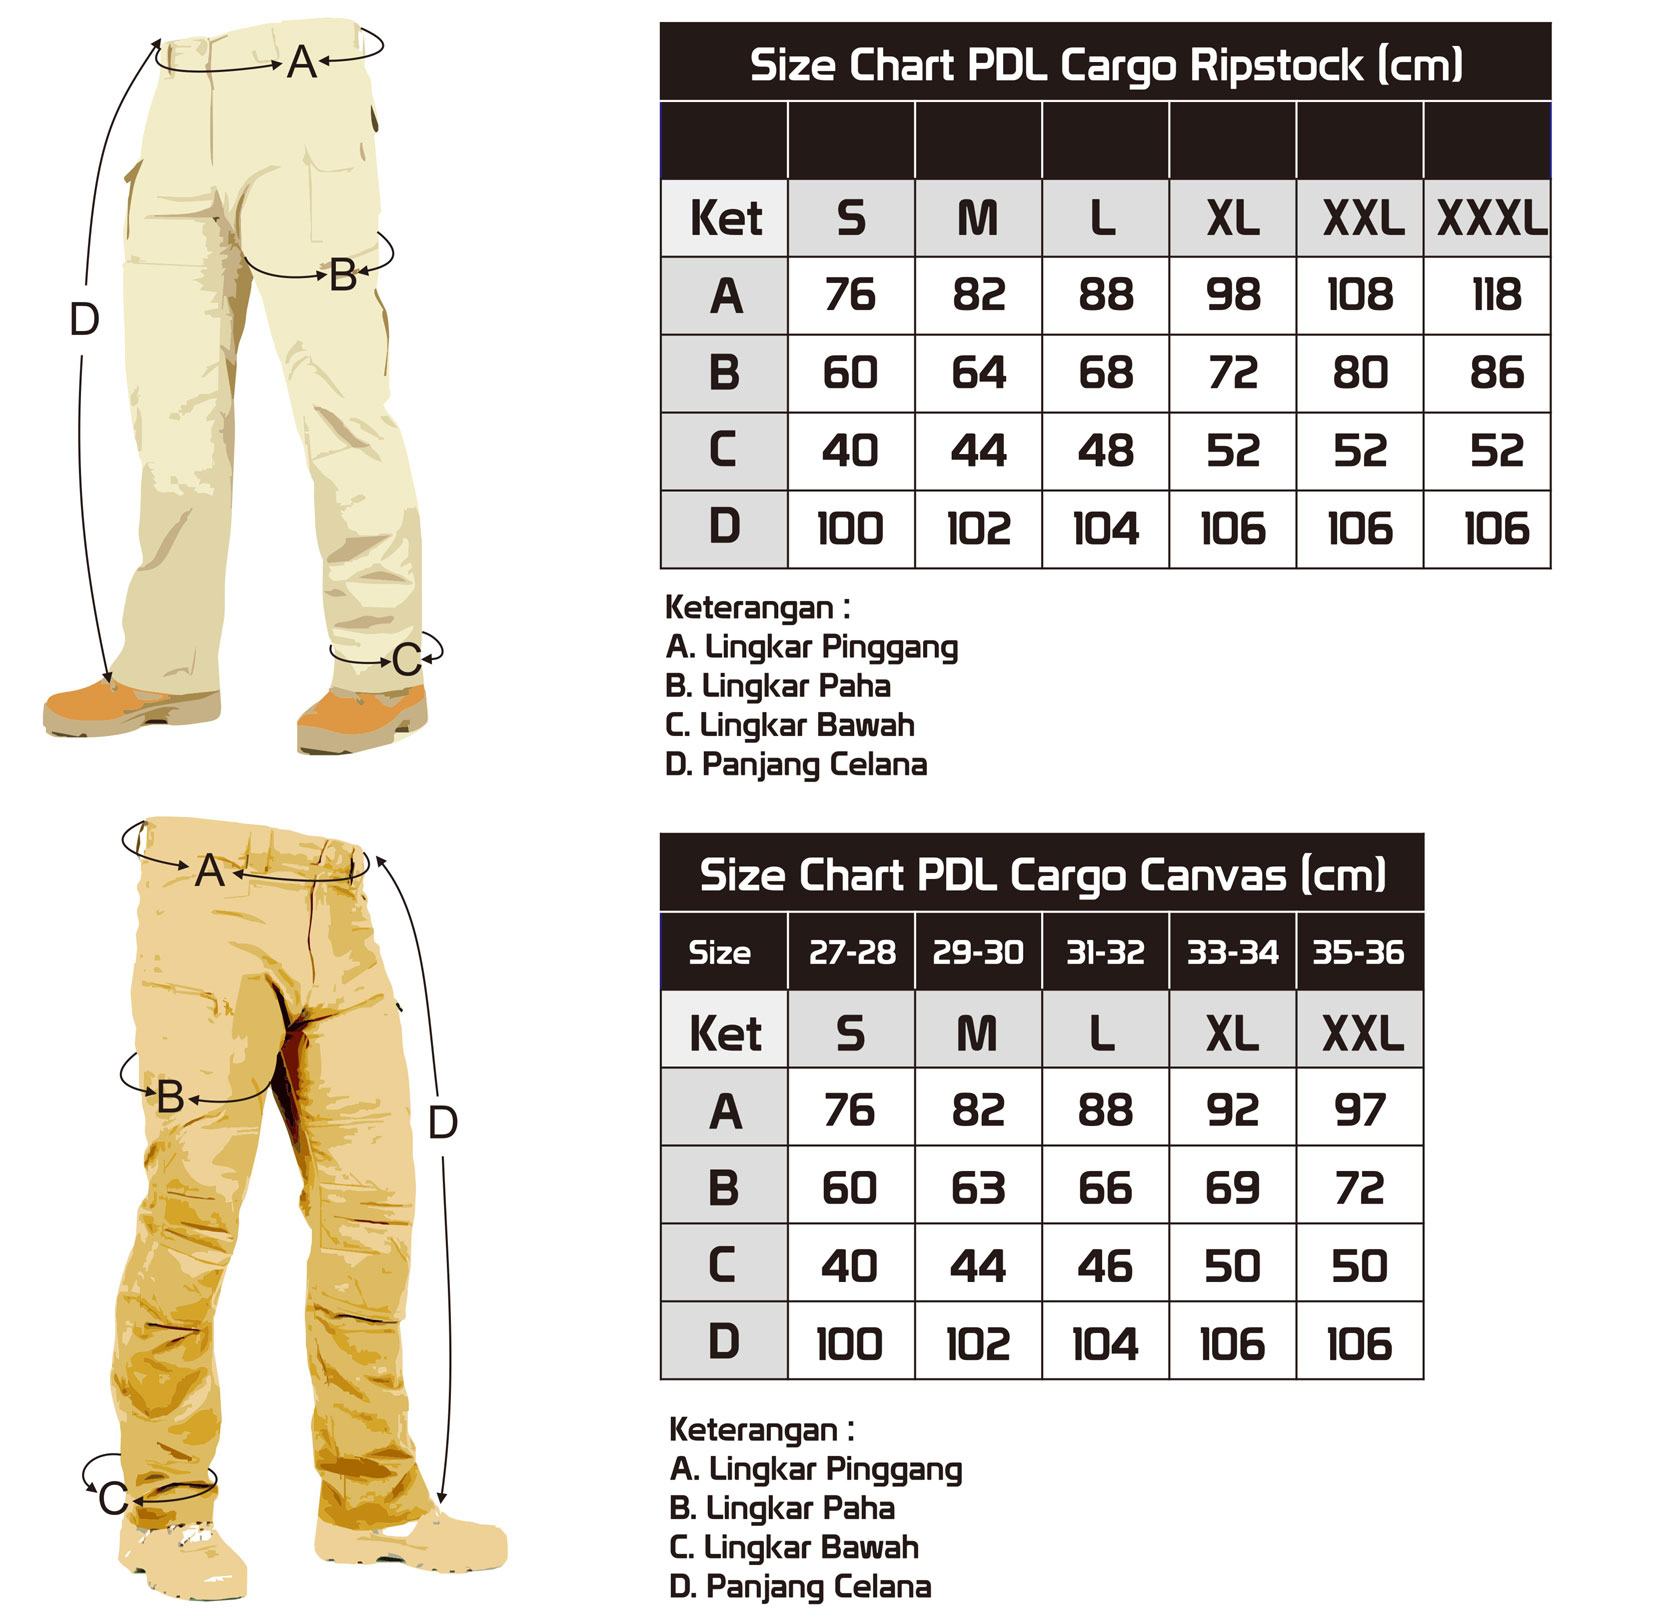 A
B
C
D
Size Chart PDL Cargo Ripstock (cm)
Ket S M L XL XXL XXXL
A 76 82 88 98 108 118
B 60 64 68 72 80 86
C 40 44 48 52 52 52
D 100 102 104 106 106 106
Keterangan :
A. Lingkar Pinggang
B. Lingkar Paha
C. Lingkar Bawah
D. Panjang Celana
A
B
C
D
Size Chart PDL Cargo Canvas (cm)
Size 27-28 29-30 31-32 33-34 35-36
Ket S M L XL XXL
A 76 82 88 92 97
B 60 63 66 69 72
C 40 44 46 50 50
D 100 102 104 106 106
Keterangan :
A. Lingkar Pinggang
B. Lingkar Paha
C. Lingkar Bawah
D. Panjang Celana